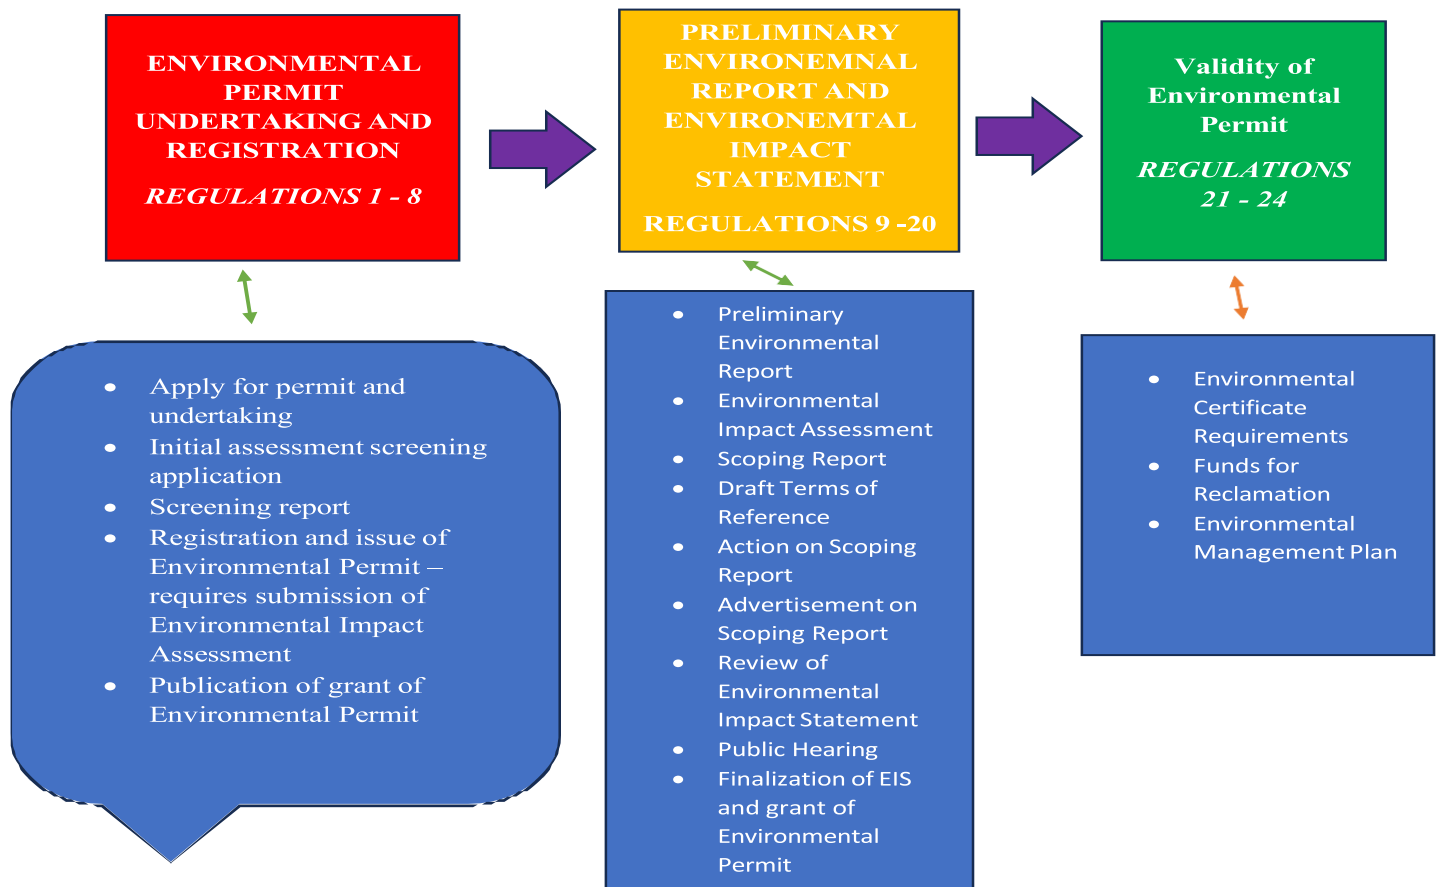 ENVIRONMENTAL
PERMIT
UNDERTAKING AND
REGISTRATION
REGULATIONS 1 - 8
PRELIMINARY
ENVIRONEMNAL
REPORT AND
ENVIRONEMTAL
IMPACT
STATEMENT
REGULATIONS 9 -20
Validity of
Environmental
Permit
REGULATIONS
21 - 24
• Apply for permit and
undertaking
• Initial assessment screening
application
• Screening report
• Registration and issue of
Environmental Permit –
requires submission of
Environmental Impact
Assessment
• Publication of grant of
Environmental Permit
• Preliminary
Environmental
Report
• Environmental
Impact Assessment
• Scoping Report
• Draft Terms of
Reference
• Action on Scoping
Report
• Advertisement on
Scoping Report
• Review of
Environmental
Impact Statement
• Public Hearing
• Finalization of EIS
and grant of
Environmental
Permit
• Environmental
Certificate
Requirements
• Funds for
Reclamation
• Environmental
Management Plan